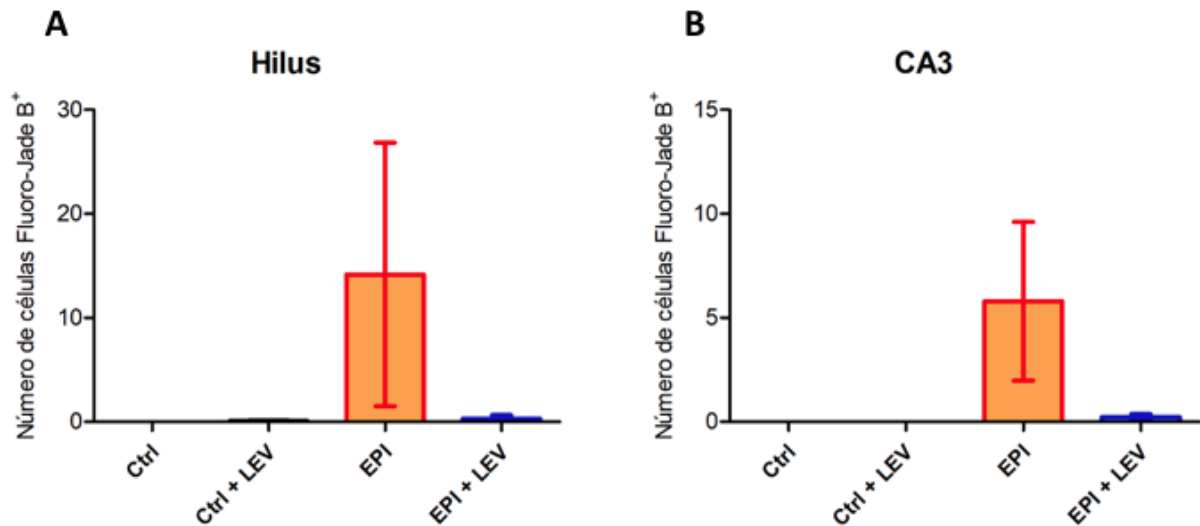 A
Hilus
Número de células Fluoro-Jade B+
30
20
10
0
Ctrl
Ctrl + LEV
EPI
EPI + LEV
B
CA3
Número de células Fluoro-Jade B+
15
10
5
0
Ctrl
Ctrl + LEV
EPI
EPI + LEV